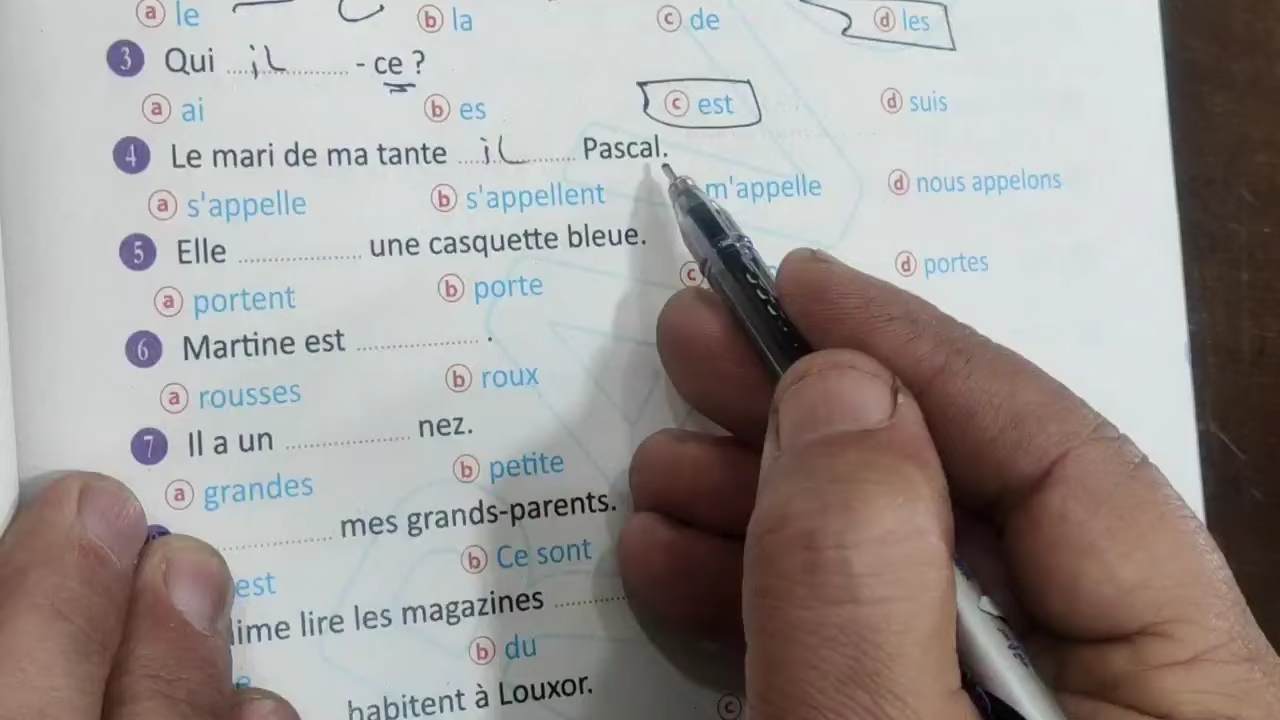 a le b la c de d les
3 Qui ... il ... - ce ?
a ai b es c est d suis
4 Le mari de ma tante ... il ... Pascal.
a s'appelle b s'appellent m'appelle d nous appelons
5 Elle ... une casquette bleue.
a portent b porte c d portes
6 Martine est ... .
a rousses b roux
7 Il a un ... nez.
a grandes b petite
... mes grands-parents.
est b Ce sont
lire les magazines ...
b du
habitent à Louxor.
c